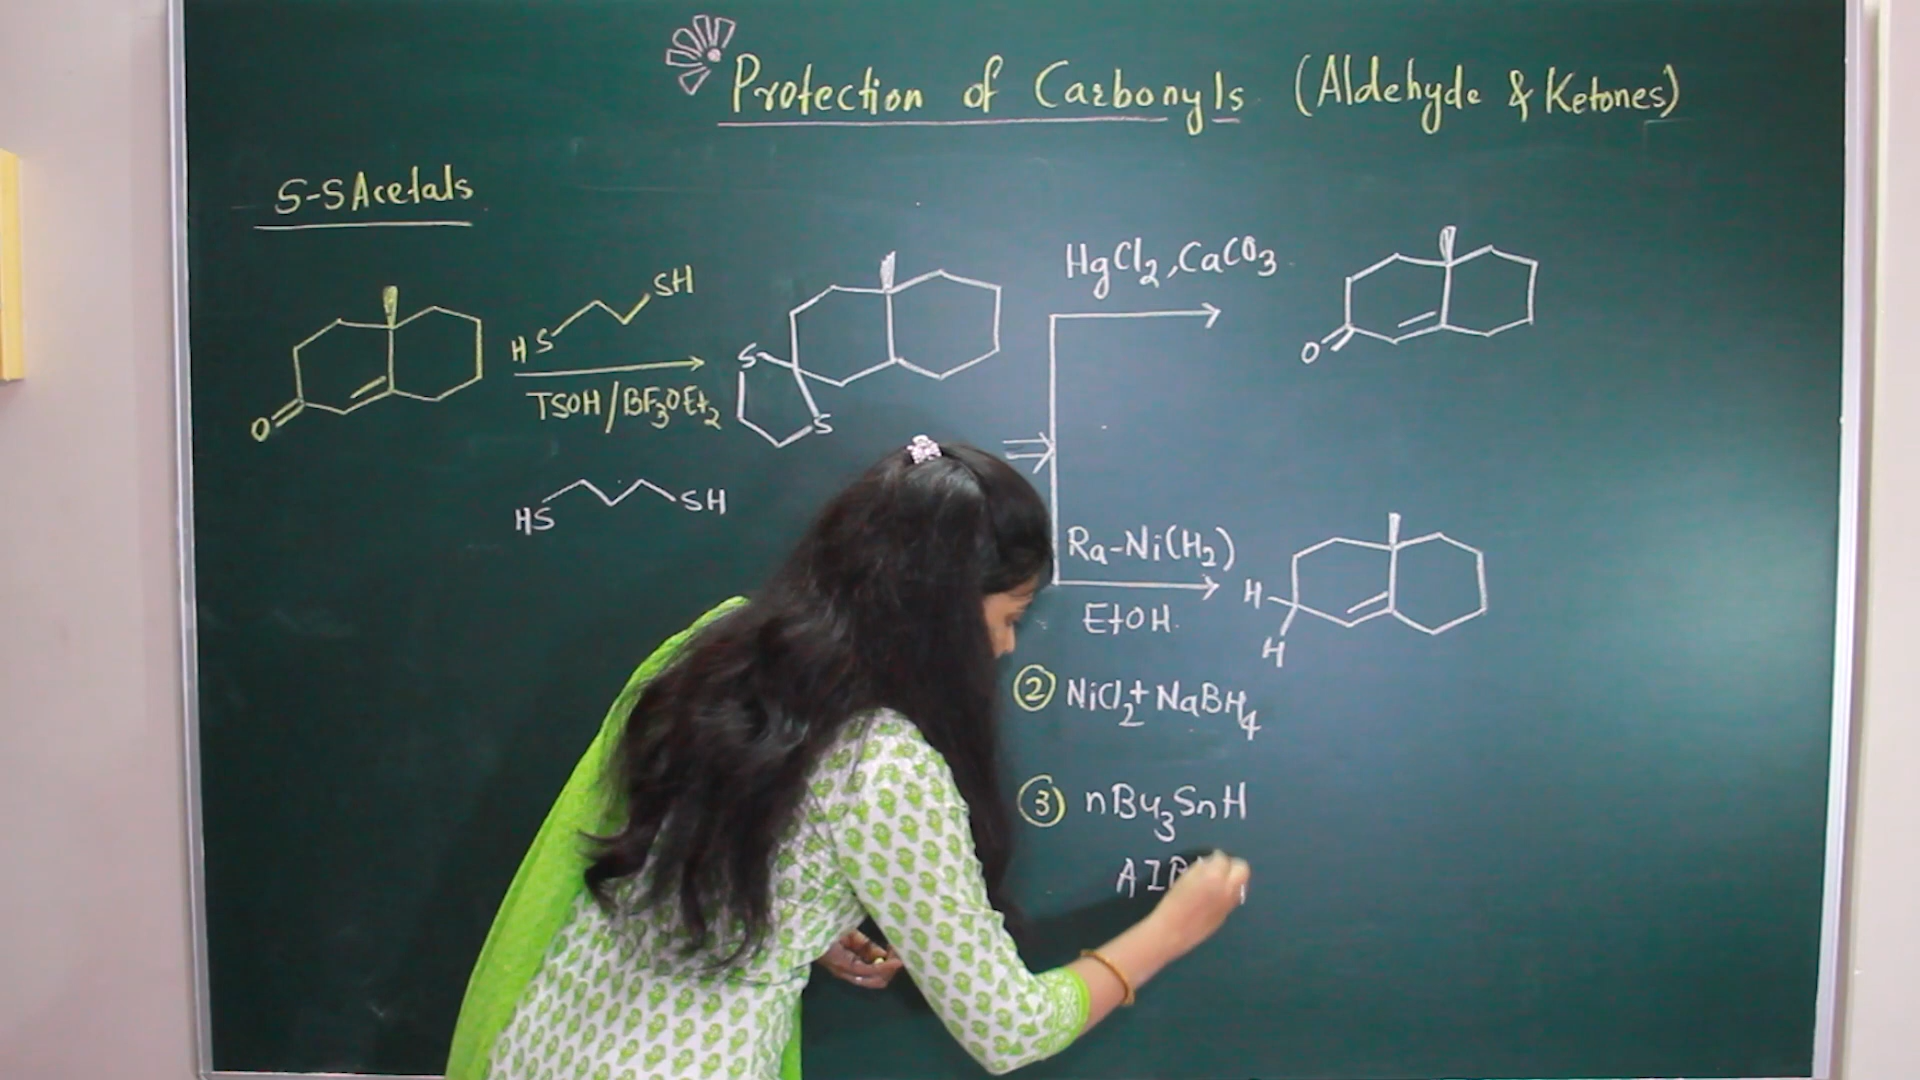 Protection of Carbonyls (Aldehyde & Ketones)
S-S Acetals
SH
HS
TSOH/BF3OEt2
O
HS SH
S
S
HgCl2, CaCO3
O
Ra-Ni(H2)
EtOH
H
H
② NiCl2+NaBH4
③ nBu3SnH